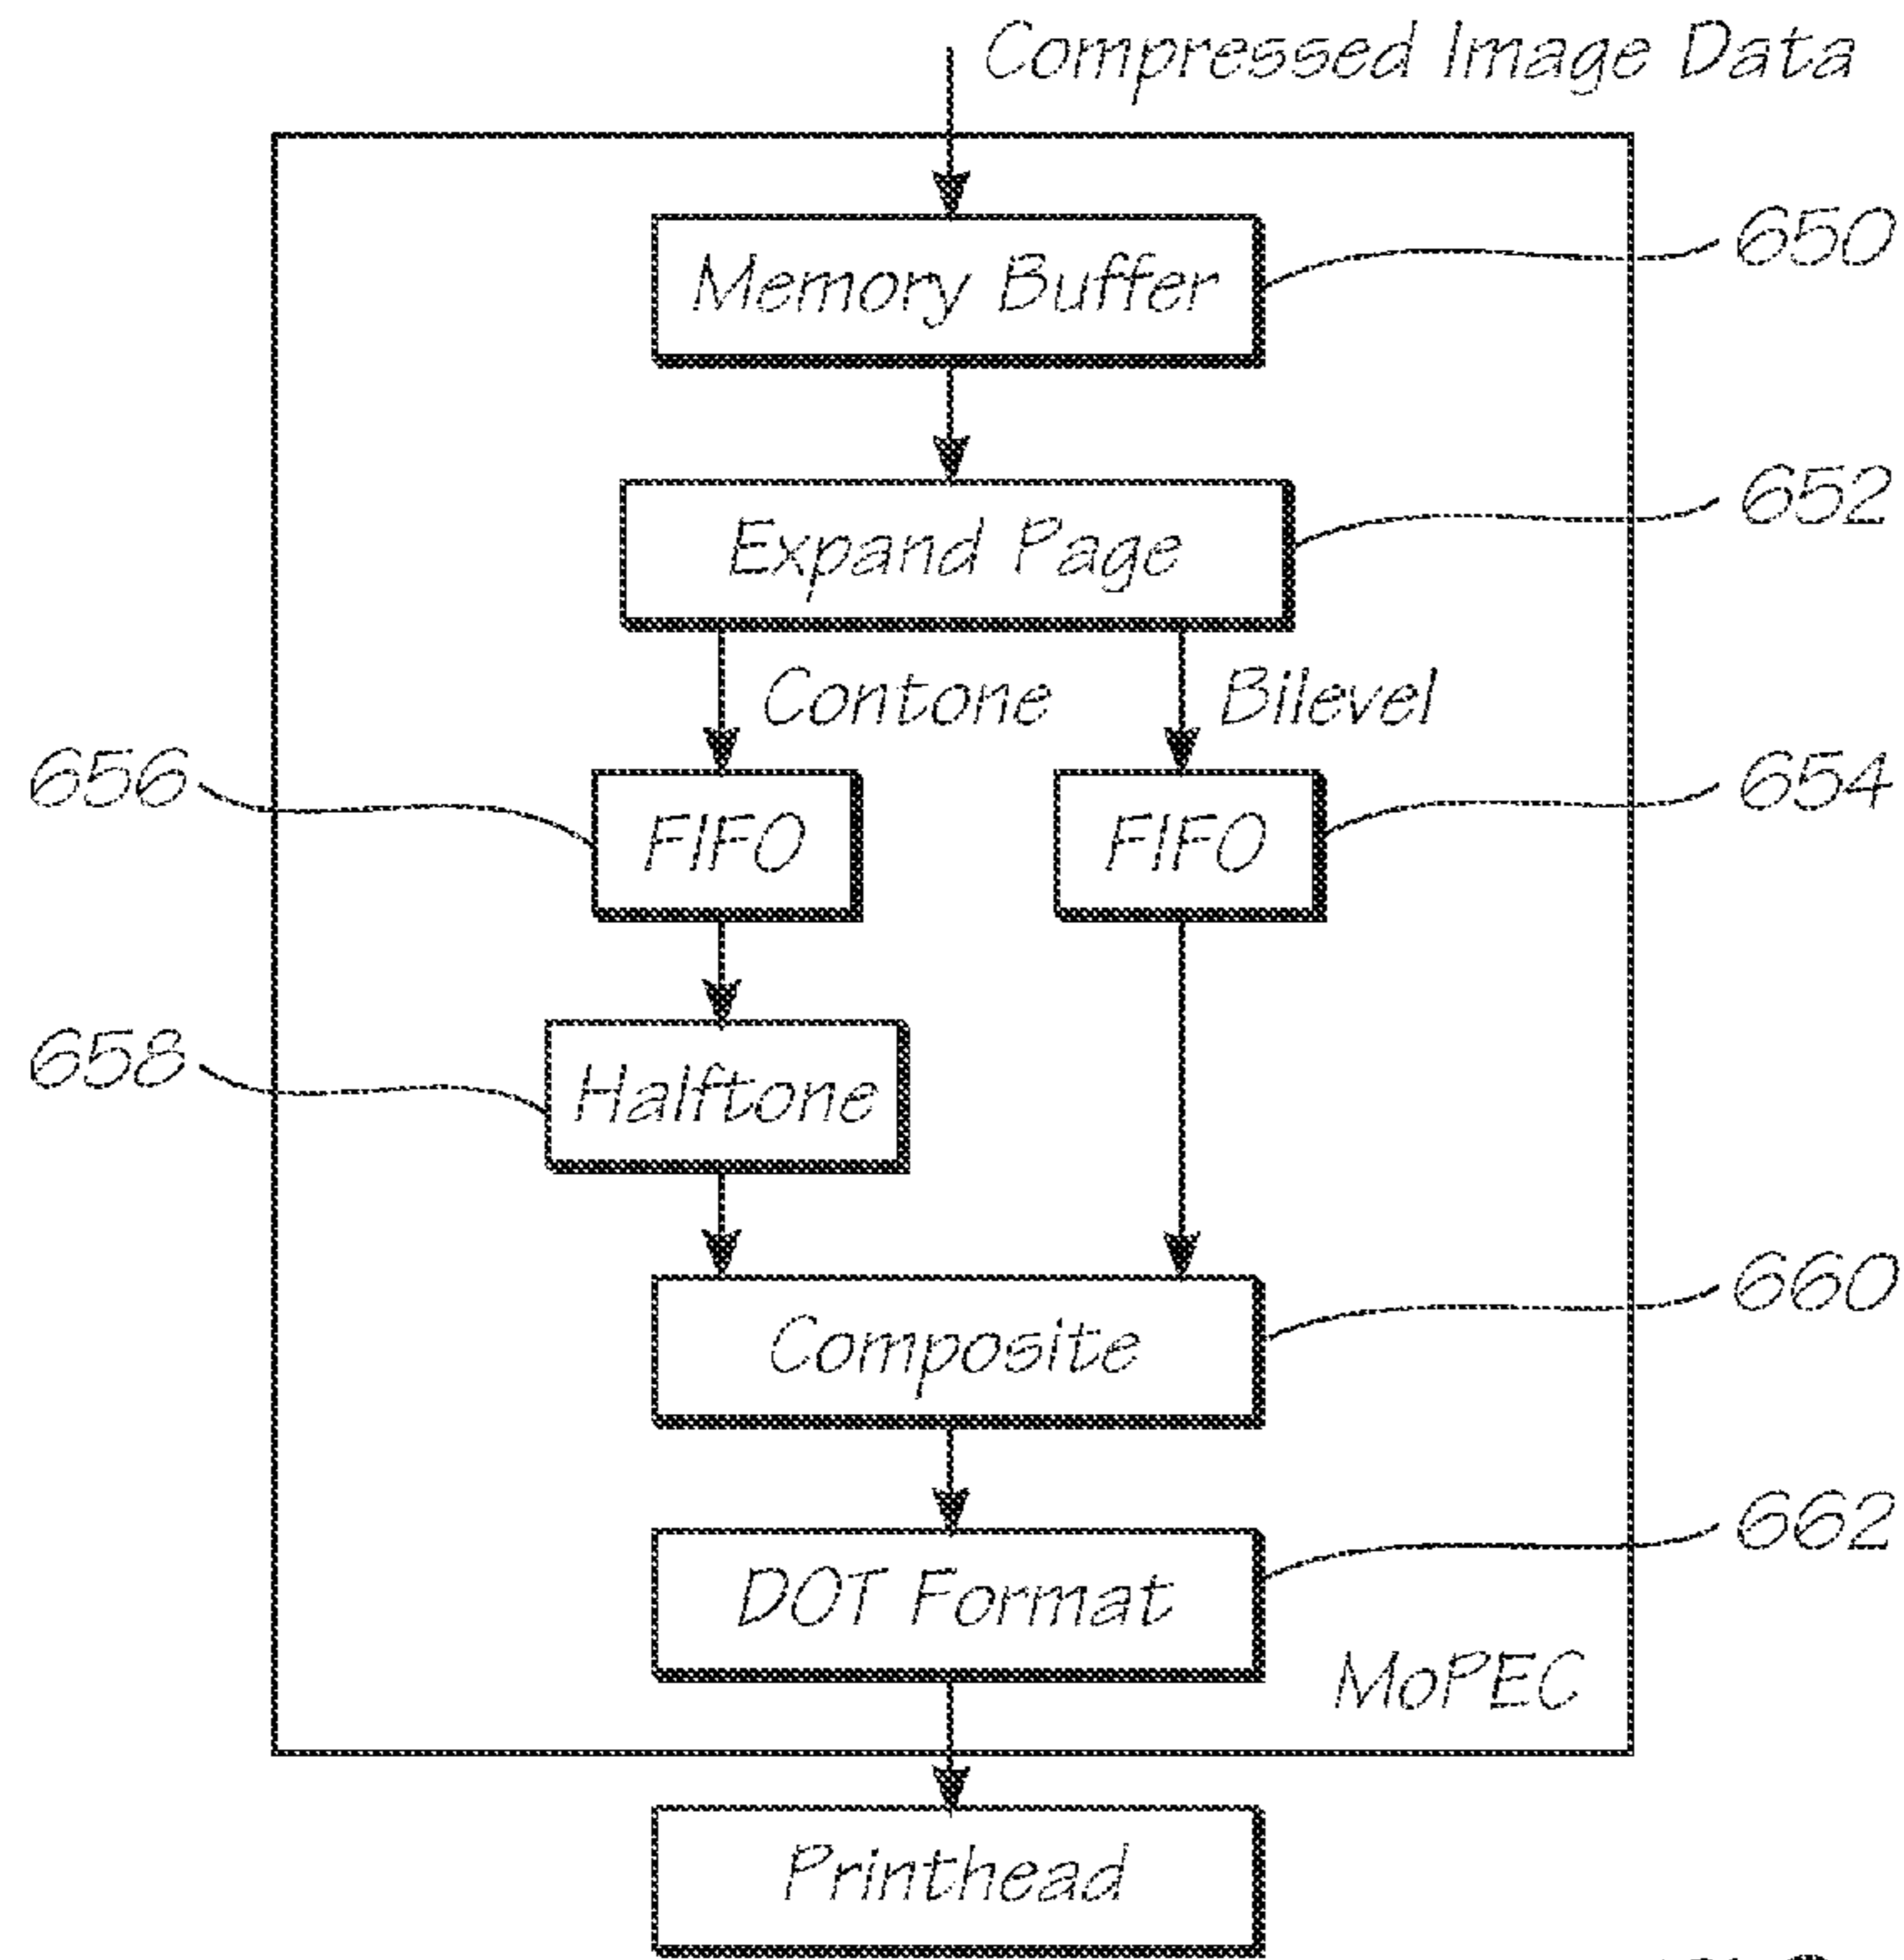 Compressed Image Data
Memory Buffer
650
Expand Page
652
Contone
Bilevel
656
FIFO
FIFO
654
658
Halftone
Composite
660
DOT Format
662
MoPEC
Printhead